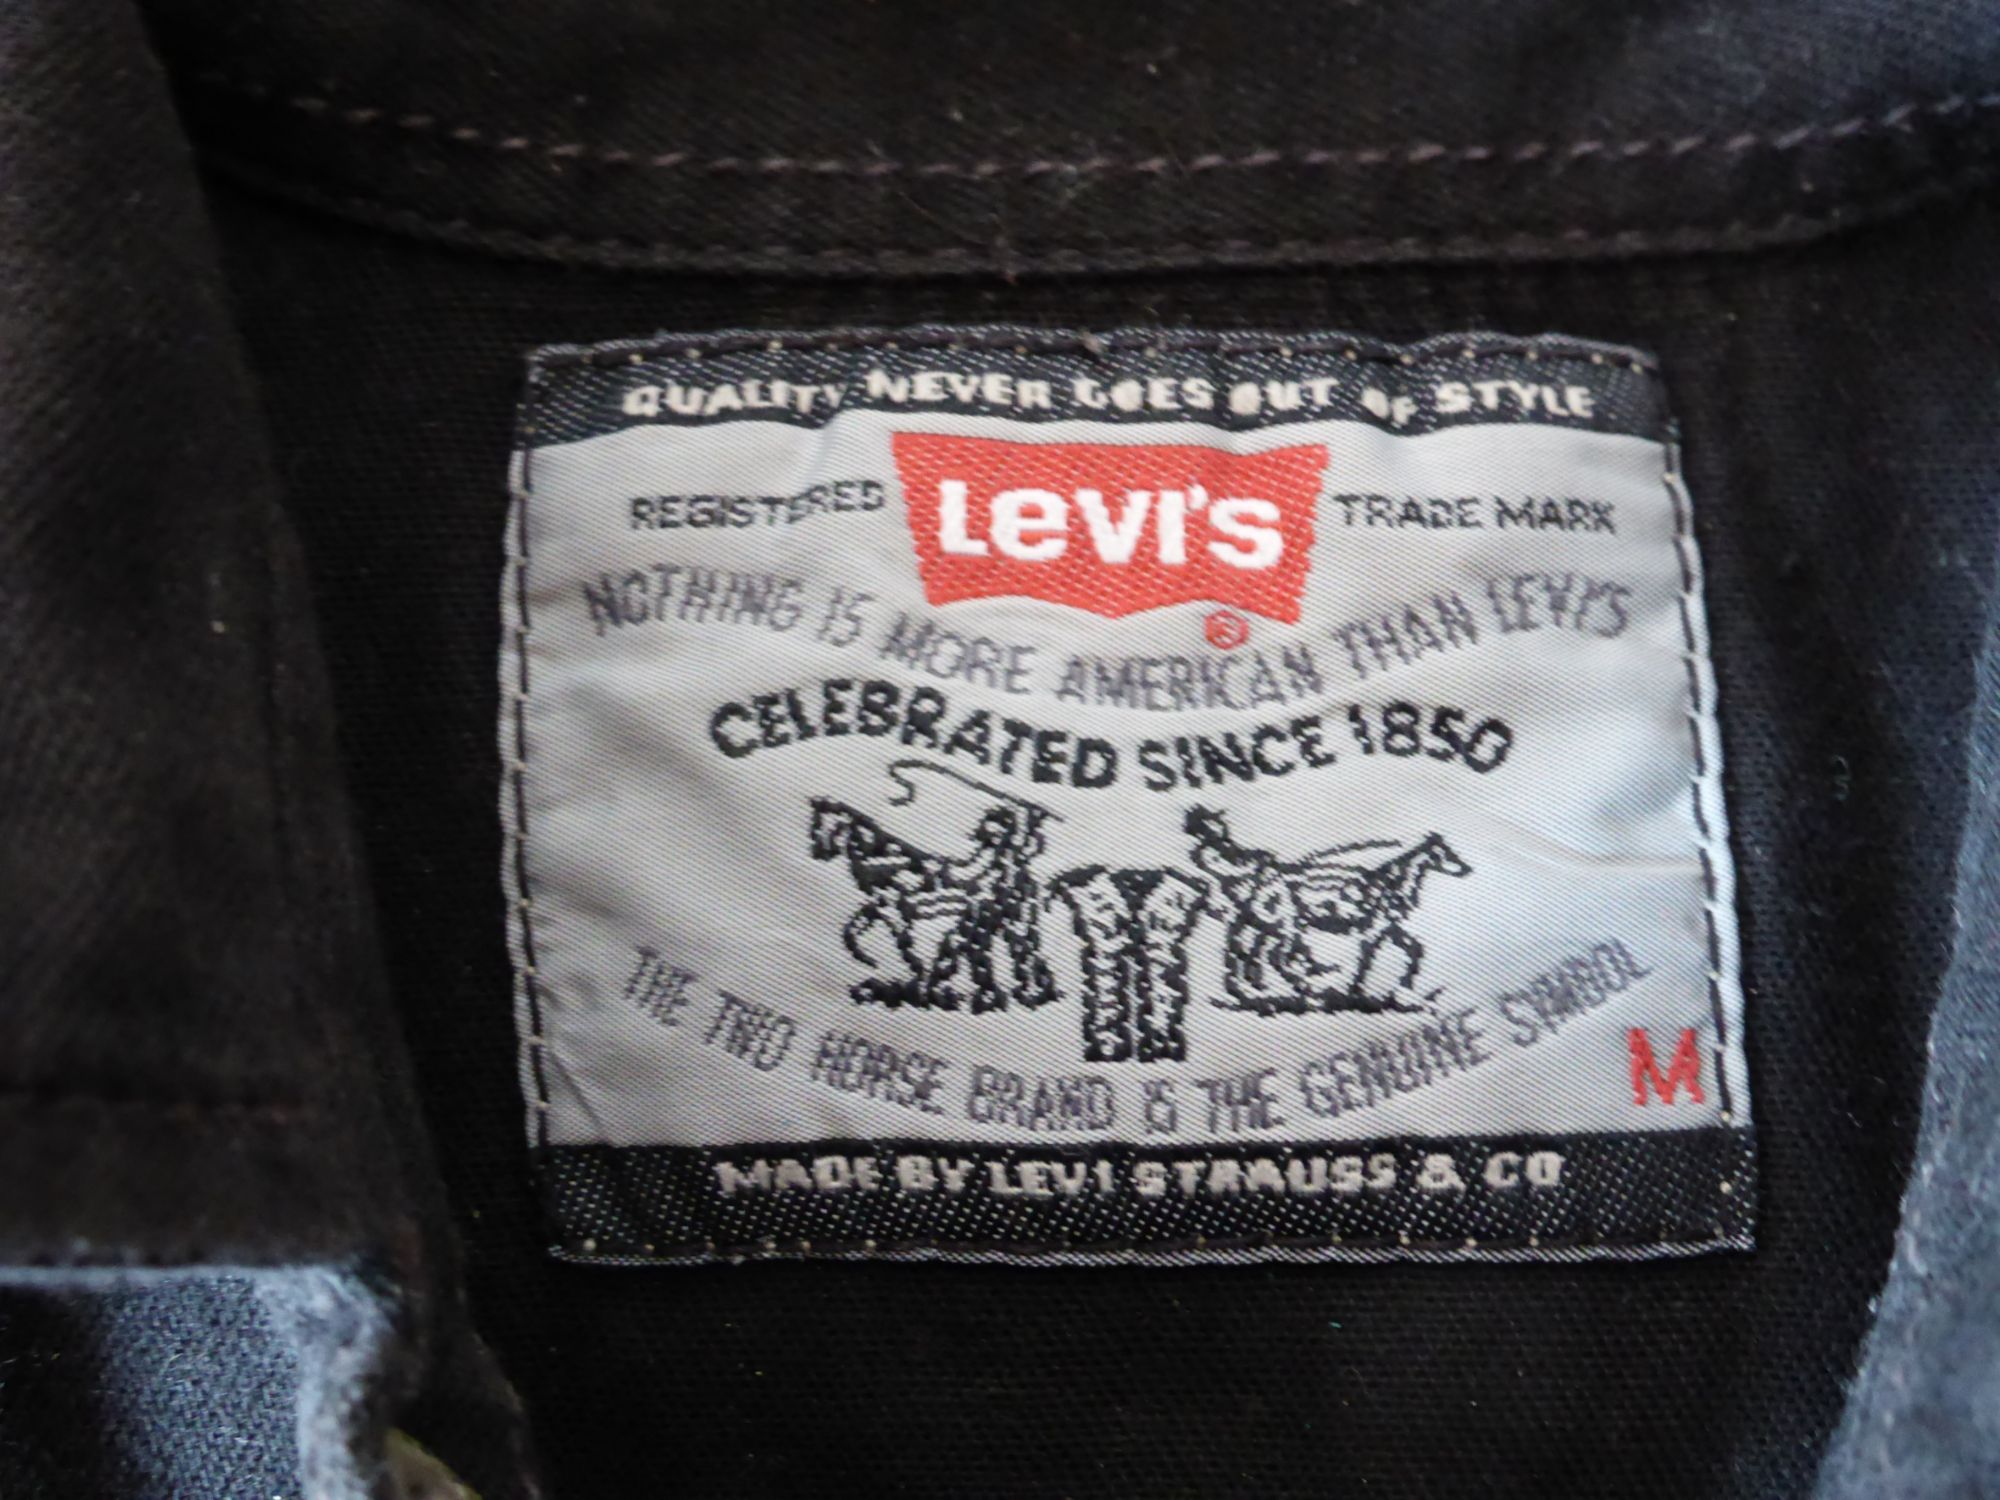 QUALITY NEVER GOES OUT OF STYLE
REGISTERED LEVI'S TRADE MARK
®
NOTHING IS MORE AMERICAN THAN LEVI'S
CELEBRATED SINCE 1850
THE TWO HORSE BRAND IS THE GENUINE SYMBOL
M
MADE BY LEVI STRAUSS & CO